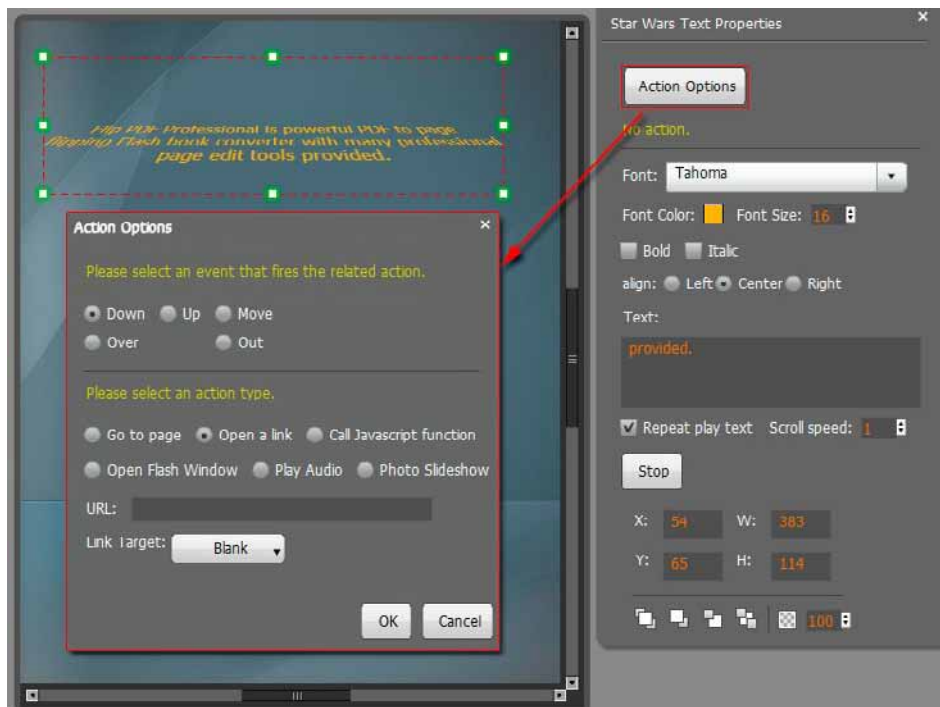 Flip PDF Professional is powerful PDF to page
flipping Flash book converter with many professional
page edit tools provided.
Action Options
Please select an event that fires the related action.
Down Up Move
Over Out
Please select an action type.
Go to page Open a link Call Javascript function
Open Flash Window Play Audio Photo Slideshow
URL:
Link Target: Blank
OK Cancel
Star Wars Text Properties
Action Options
No action.
Font: Tahoma
Font Color: Font Size: 16
Bold Italic
align: Left Center Right
Text:
provided.
Repeat play text Scroll speed: 1
Stop
X: 54 W: 383
Y: 65 H: 114
100